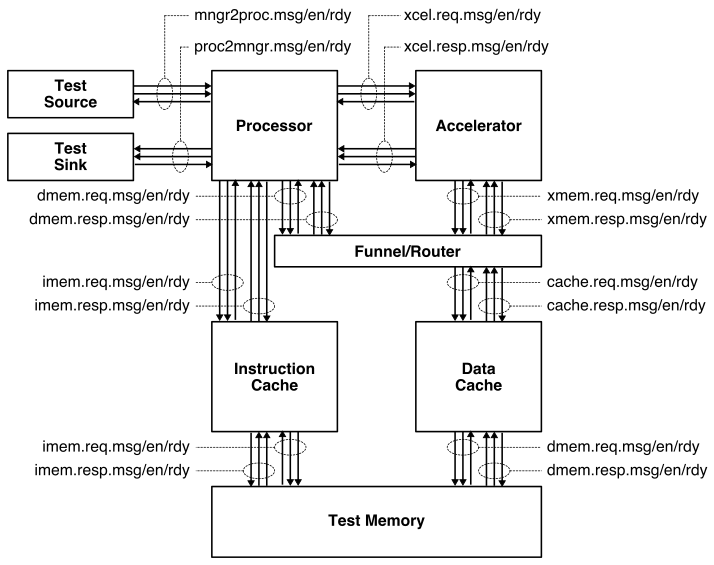 mngr2proc.msg/en/rdy
xcel.req.msg/en/rdy
proc2mngr.msg/en/rdy
xcel.resp.msg/en/rdy
Test
Source
Processor
Accelerator
Test
Sink
dmem.req.msg/en/rdy
xmem.req.msg/en/rdy
dmem.resp.msg/en/rdy
xmem.resp.msg/en/rdy
Funnel/Router
imem.req.msg/en/rdy
cache.req.msg/en/rdy
imem.resp.msg/en/rdy
cache.resp.msg/en/rdy
Instruction
Cache
Data
Cache
imem.req.msg/en/rdy
dmem.req.msg/en/rdy
imem.resp.msg/en/rdy
dmem.resp.msg/en/rdy
Test Memory